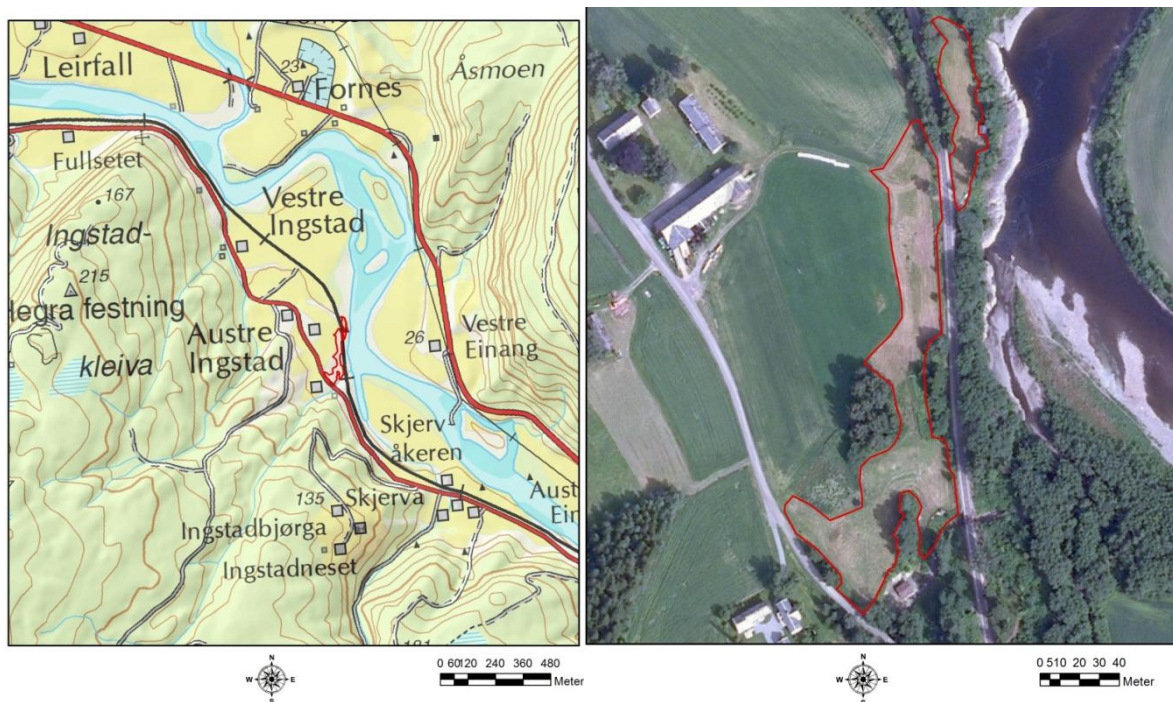 Fornes
Leirfall
23
Fornes
Åsmoen
Fullsetet
167
Vestre
Ingstad
Ingstad-
215
Hegra festning
Austre
Ingstad
26
Vestre
Einang
kleiva
Skjerv-
åkeren
135
Skjerva
Aust
Ein
Ingstadbjørga
Ingstadneset
181
N
W E
S
0 60120 240 360 480
Meter
N
W E
S
0 510 20 30 40
Meter